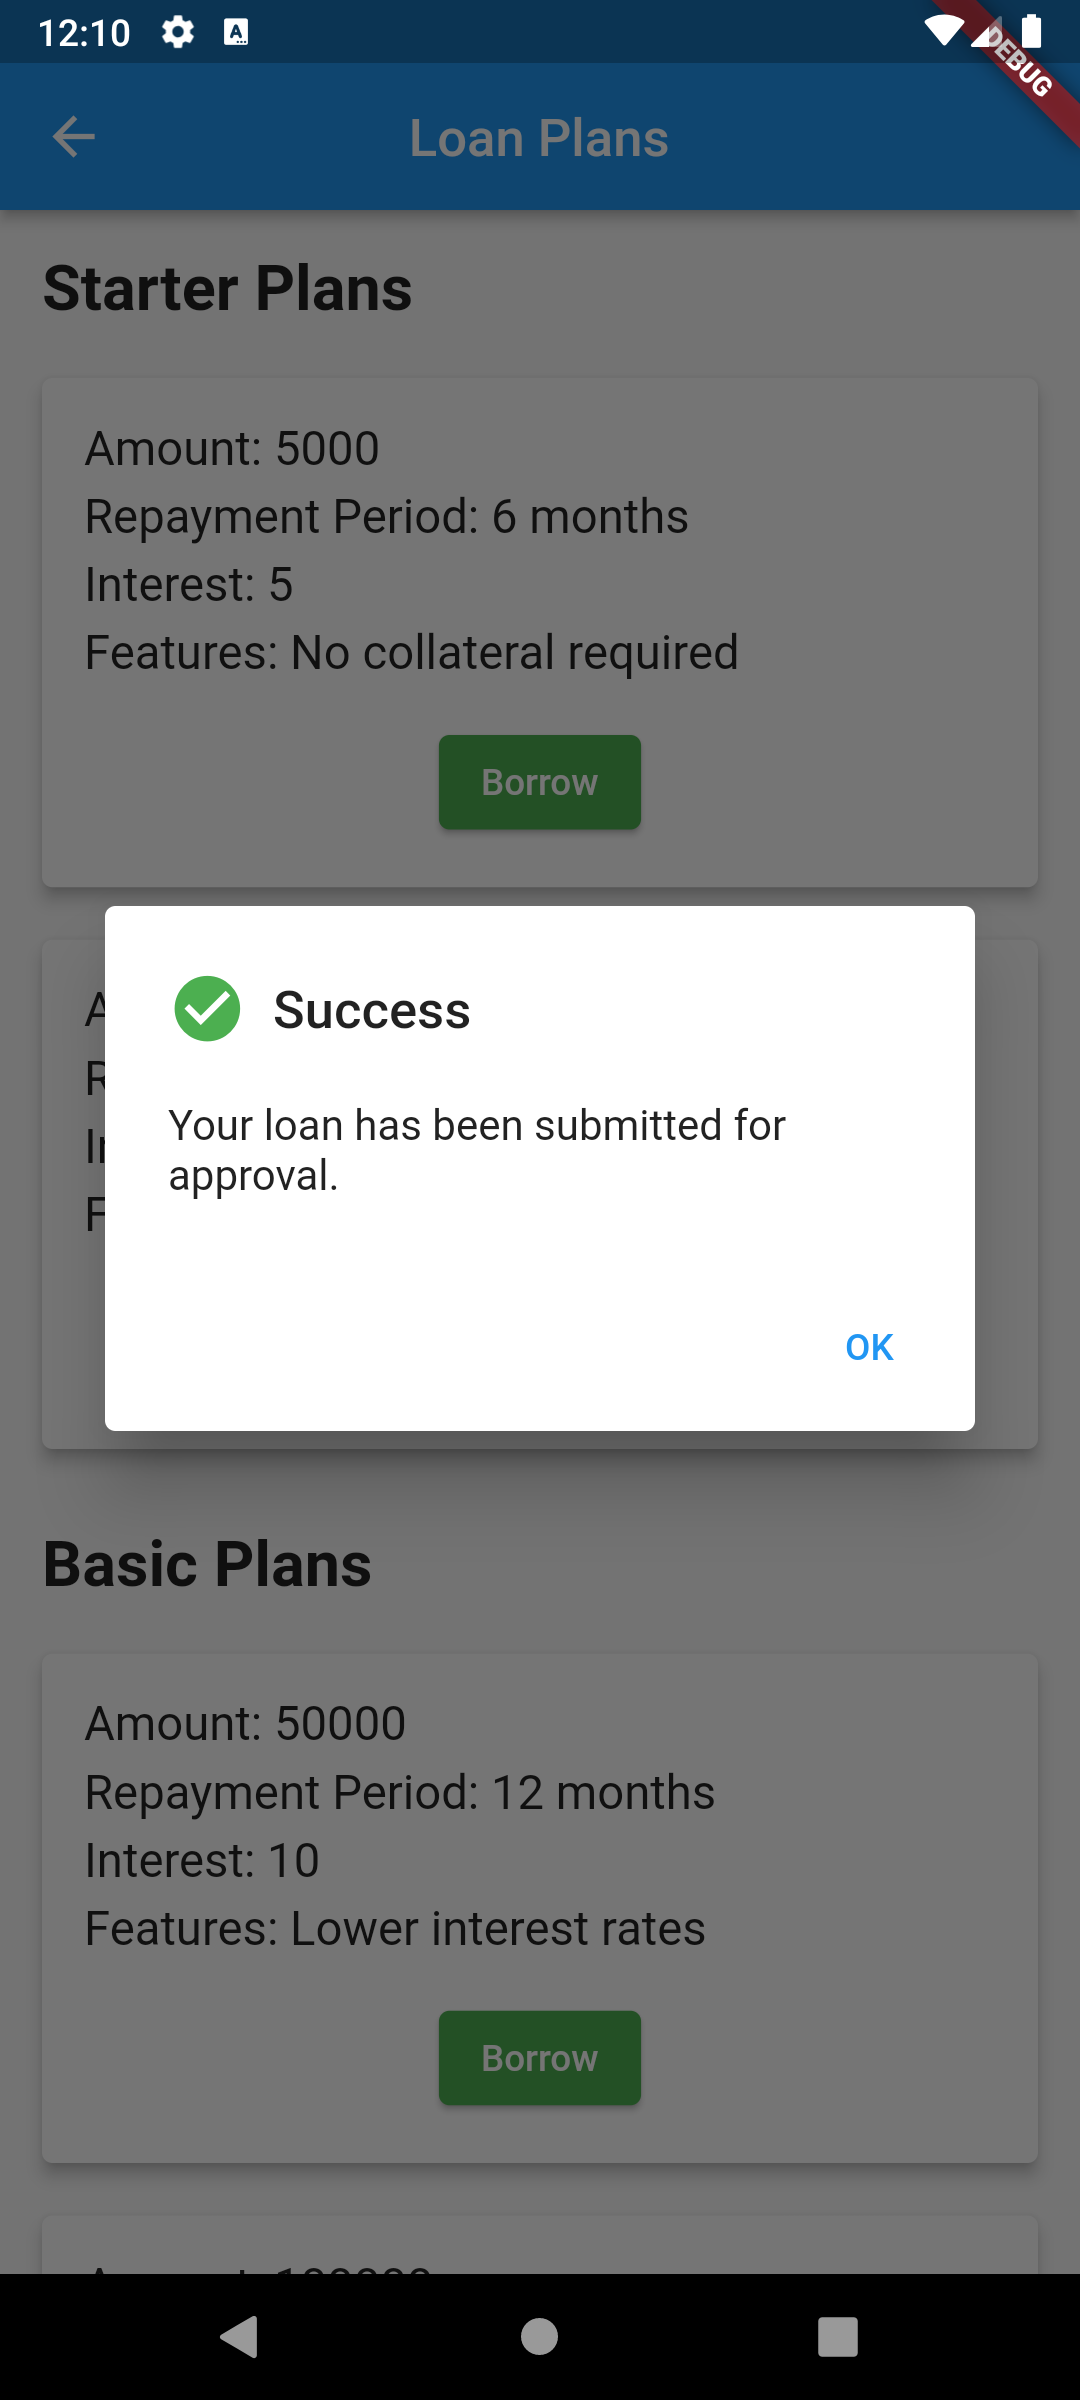 12:10
DEBUG
Loan Plans
Starter Plans
Amount: 5000
Repayment Period: 6 months
Interest: 5
Features: No collateral required
Borrow
Success
Your loan has been submitted for
approval.
OK
Basic Plans
Amount: 50000
Repayment Period: 12 months
Interest: 10
Features: Lower interest rates
Borrow